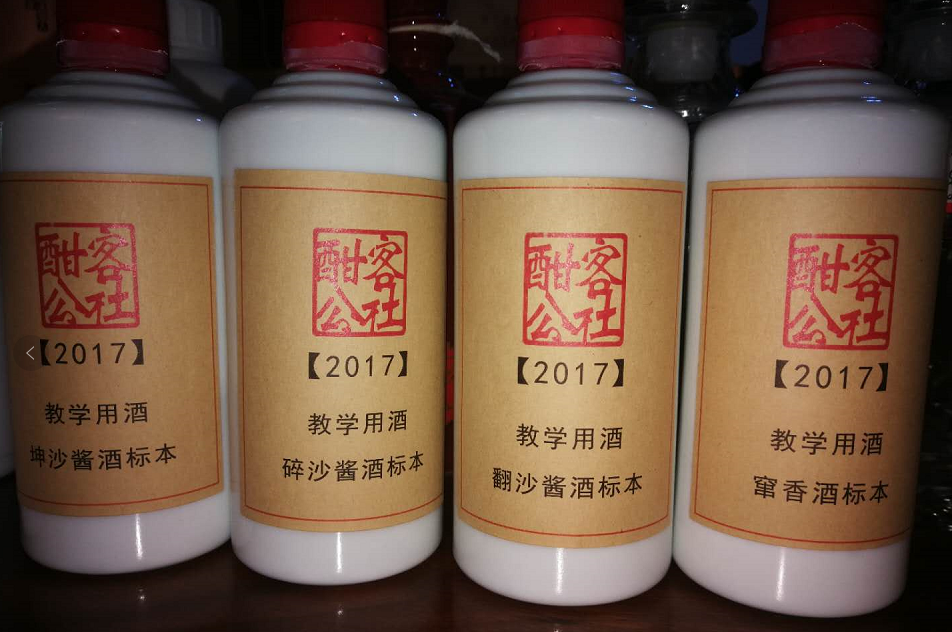 酣客
公社
【2017】
教学用酒
坤沙酱酒标本
酣客
公社
【2017】
教学用酒
碎沙酱酒标本
酣客
公社
【2017】
教学用酒
翻沙酱酒标本
酣客
公社
【2017】
教学用酒
窜香酒标本